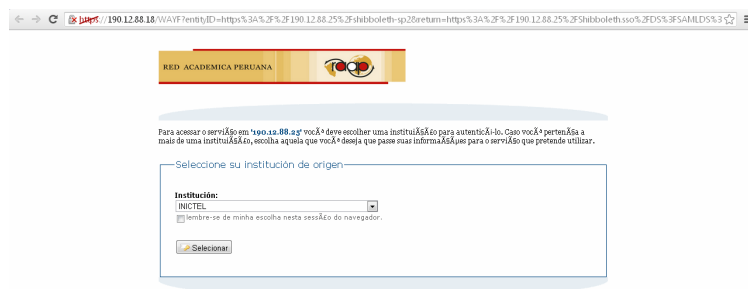 https://190.12.88.18/WAYF?entityID=https%3A%2F%2F190.12.88.25%2Fshibboleth-sp2&return=https%3A%2F%2F190.12.88.25%2FShibboleth.sso%2FDS%3FSAMLDS%3
RED ACADEMICA PERUANA
raap
Para acessar o serviÃ§o em '190.12.88.25' vocÃª deve escolher uma instituiÃ§Ã£o para autenticÃ¡-lo. Caso vocÃª pertenÃ§a a
mais de uma instituiÃ§Ã£o, escolha aquela que vocÃª deseja que passe suas informaÃ§Ãµes para o serviÃ§o que pretende utilizar.
Seleccione su institución de origen
Institución:
INICTEL
lembre-se de minha escolha nesta sessÃ£o do navegador.
Selecionar